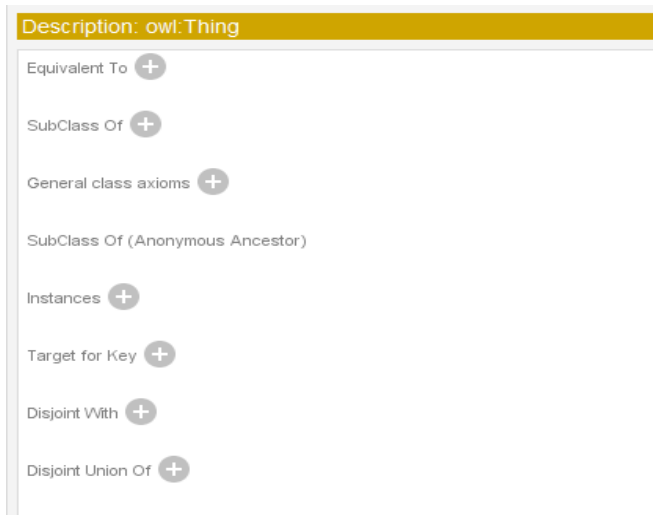 Description: owl:Thing
Equivalent To
SubClass Of
General class axioms
SubClass Of (Anonymous Ancestor)
Instances
Target for Key
Disjoint With
Disjoint Union Of